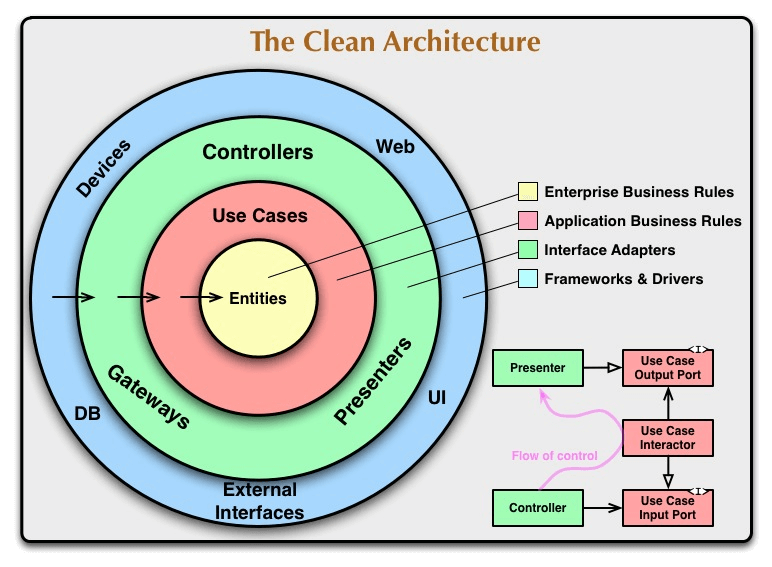 The Clean Architecture
Devices
Web
Controllers
Use Cases
Entities
Gateways
Presenters
DB
UI
External
Interfaces
Enterprise Business Rules
Application Business Rules
Interface Adapters
Frameworks & Drivers
Presenter
<I>
Use Case
Output Port
Use Case
Interactor
Flow of control
Controller
<I>
Use Case
Input Port